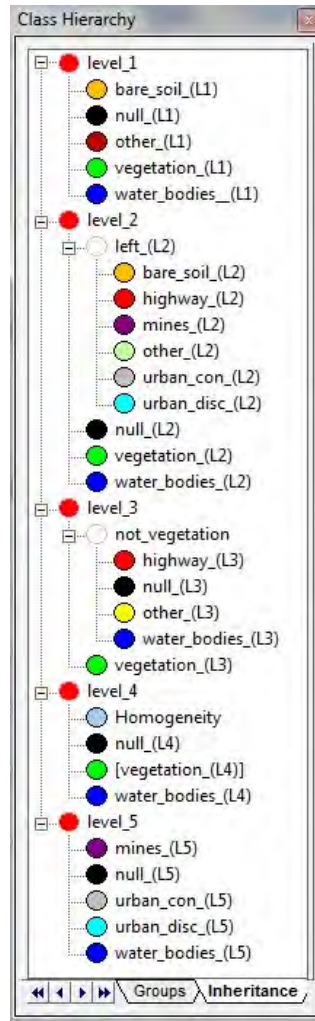 Class Hierarchy
level_1
bare_soil_(L1)
null_(L1)
other_(L1)
vegetation_(L1)
water_bodies__(L1)
level_2
left_(L2)
bare_soil_(L2)
highway_(L2)
mines_(L2)
other_(L2)
urban_con_(L2)
urban_disc_(L2)
null_(L2)
vegetation_(L2)
water_bodies_(L2)
level_3
not_vegetation
highway_(L3)
null_(L3)
other_(L3)
water_bodies_(L3)
vegetation_(L3)
level_4
Homogeneity
null_(L4)
[vegetation_(L4)]
water_bodies_(L4)
level_5
mines_(L5)
null_(L5)
urban_con_(L5)
urban_disc_(L5)
water_bodies_(L5)
Groups Inheritance